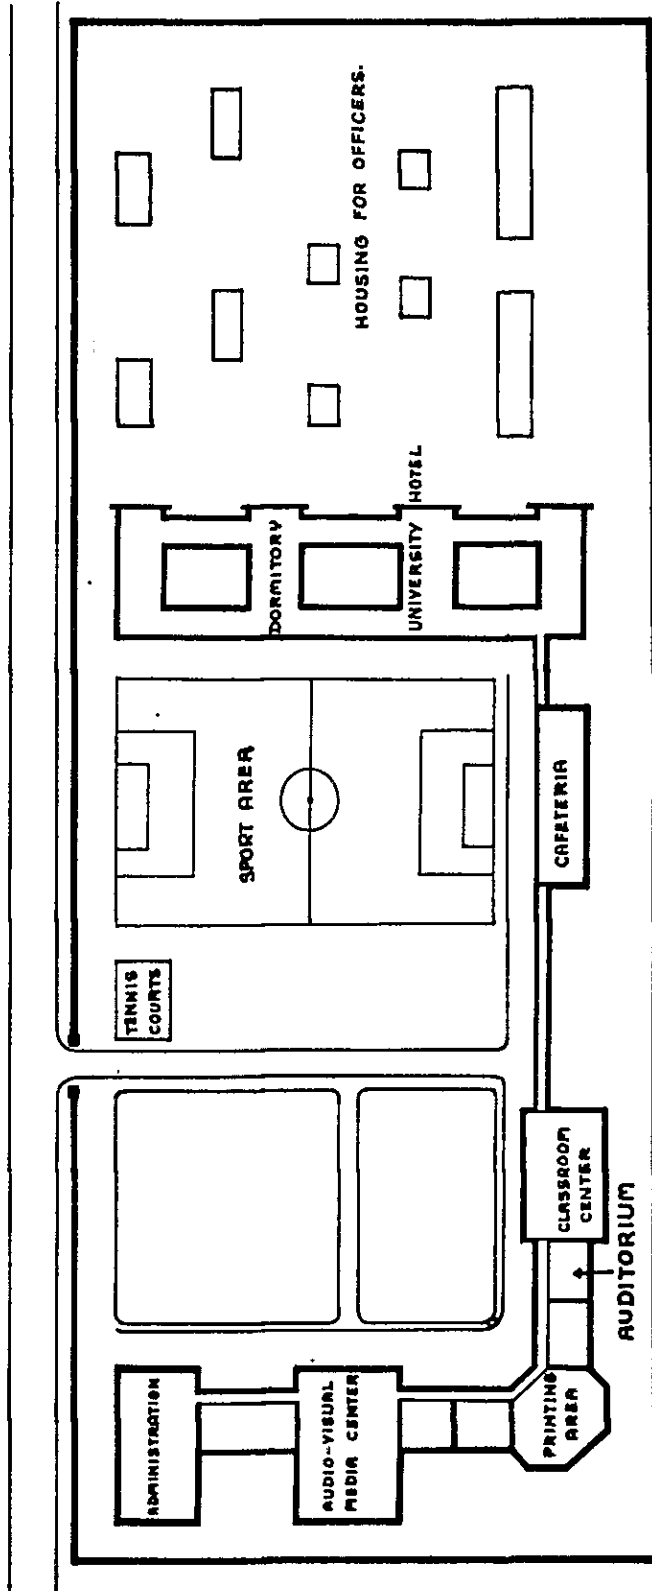 HOUSING FOR OFFICERS.
DORMITORY
UNIVERSITY HOTEL
SPORT AREA
CAFETERIA
TENNIS
COURTS
CLASSROOM
CENTER
AUDITORIUM
ADMINISTRATION
AUDIO-VISUAL
MEDIA CENTER
PRINTING
AREA